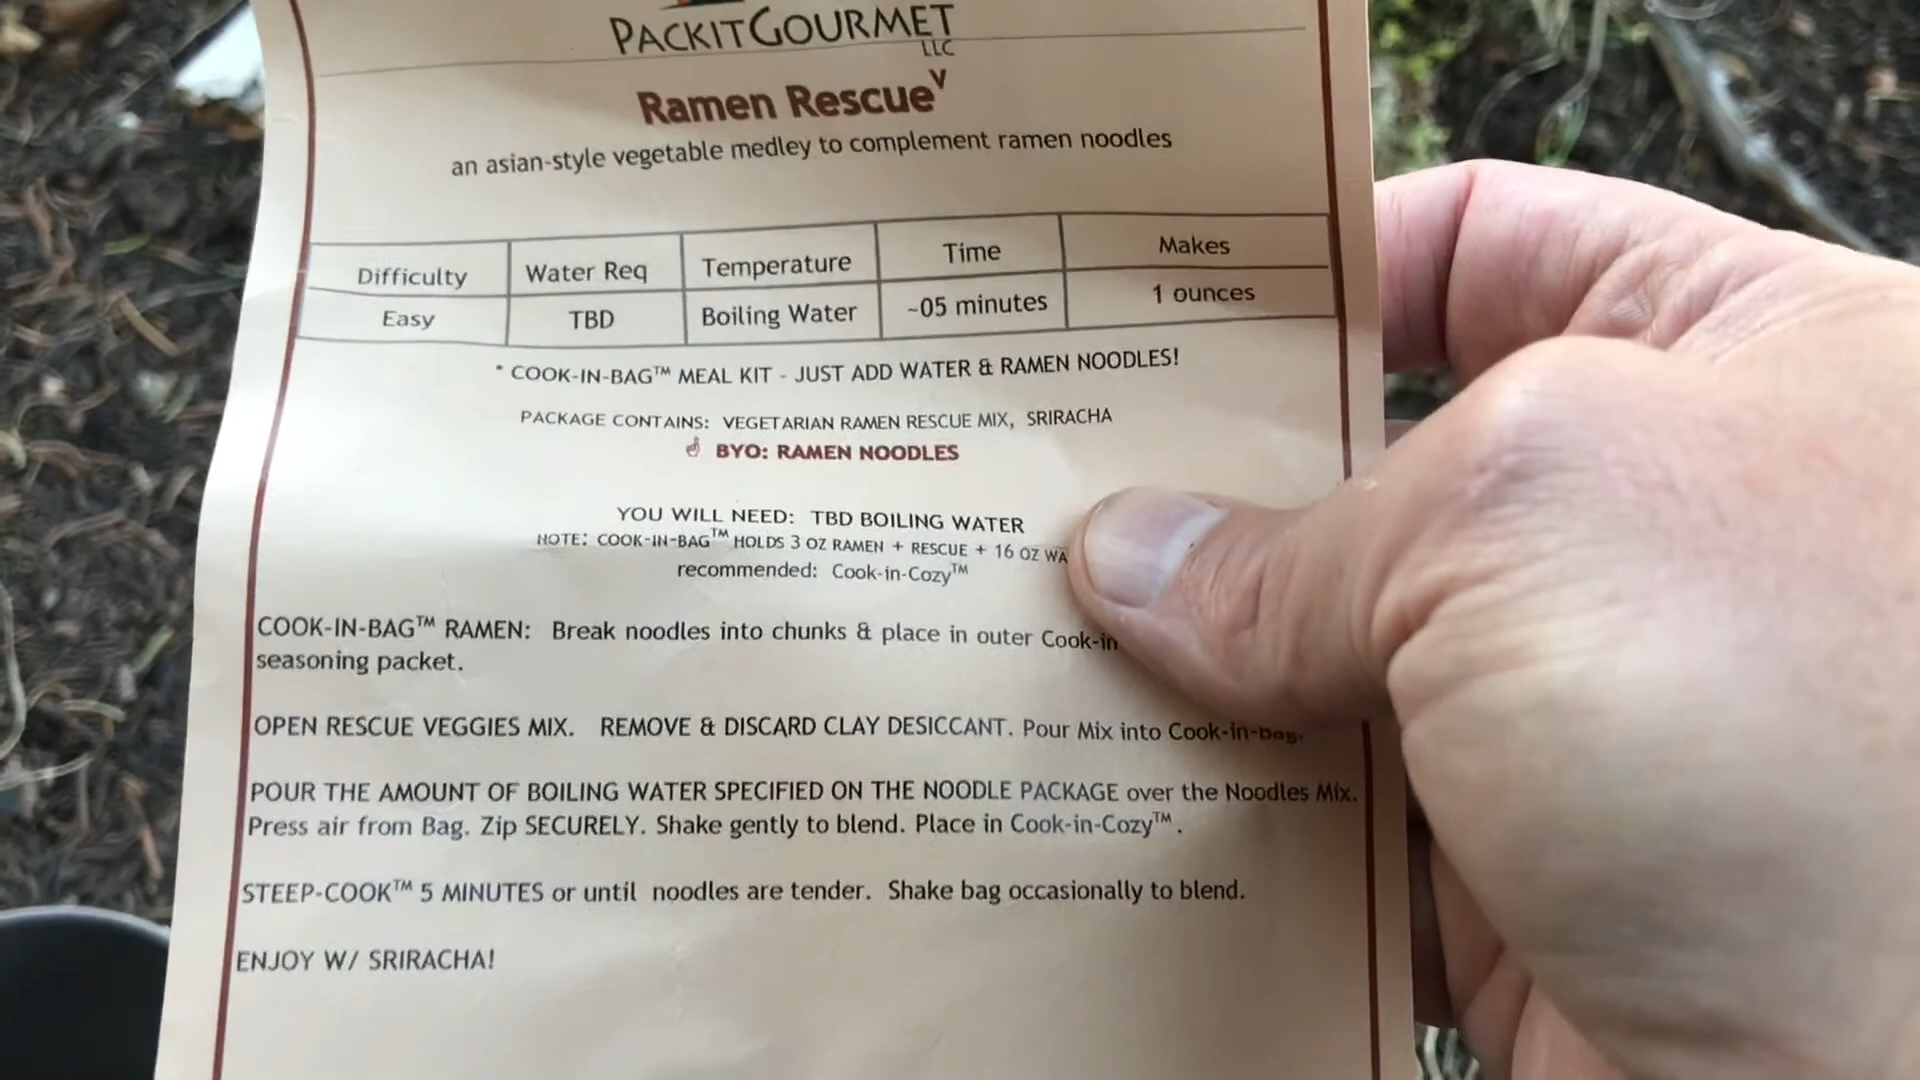 PACKITGOURMET
LLC
Ramen Rescue V
an asian-style vegetable medley to complement ramen noodles
Difficulty Water Req Temperature Time Makes
Easy TBD Boiling Water ~05 minutes 1 ounces
* COOK-IN-BAG™ MEAL KIT - JUST ADD WATER & RAMEN NOODLES!
PACKAGE CONTAINS: VEGETARIAN RAMEN RESCUE MIX, SRIRACHA
☝ BYO: RAMEN NOODLES
YOU WILL NEED: TBD BOILING WATER
NOTE: COOK-IN-BAG™ HOLDS 3 OZ RAMEN + RESCUE + 16 OZ WA
recommended: Cook-in-Cozy™
COOK-IN-BAG™ RAMEN: Break noodles into chunks & place in outer Cook-in
seasoning packet.
OPEN RESCUE VEGGIES MIX. REMOVE & DISCARD CLAY DESICCANT. Pour Mix into Cook-in-bag.
POUR THE AMOUNT OF BOILING WATER SPECIFIED ON THE NOODLE PACKAGE over the Noodles Mix.
Press air from Bag. Zip SECURELY. Shake gently to blend. Place in Cook-in-Cozy™.
STEEP-COOK™ 5 MINUTES or until noodles are tender. Shake bag occasionally to blend.
ENJOY W/ SRIRACHA!